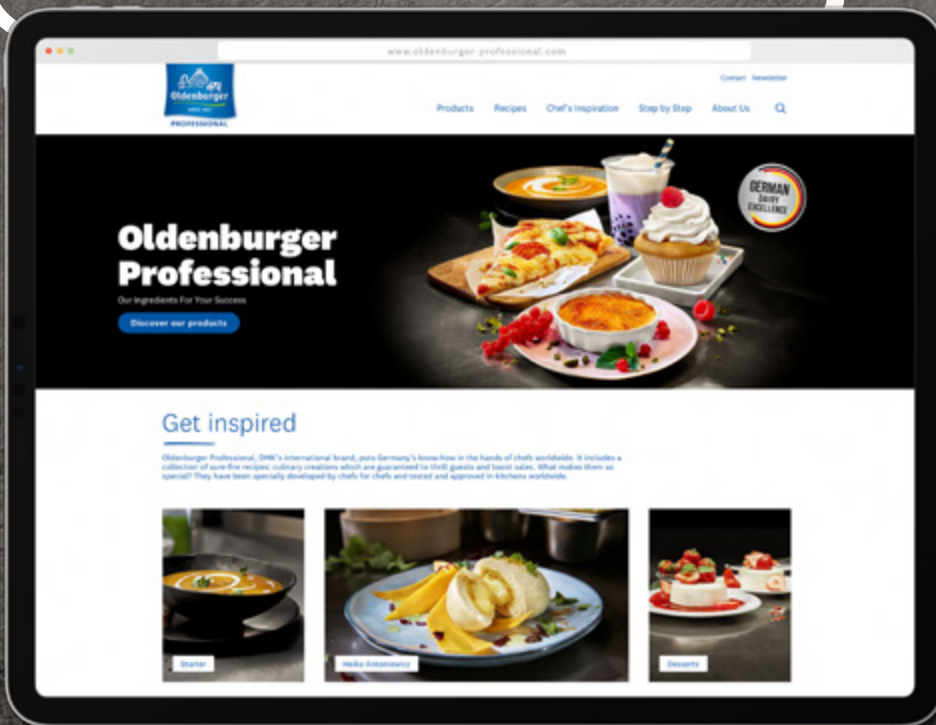 www.oldenburger-professional.com
Oldenburger
SINCE
PROFESSIONAL
Contact Newsletter
Products Recipes Chef's Inspiration Step by Step About Us
GERMAN
DAIRY
EXCELLENCE
Oldenburger
Professional
Our Ingredients For Your Success
Discover our products
Get inspired
Oldenburger Professional, DMK's international brand, puts Germany's know-how in the hands of chefs worldwide. It includes a
collection of sure-fire recipes: culinary creations which are guaranteed to thrill guests and boost sales. What makes them so
special? They have been specially developed by chefs for chefs and tested and approved in kitchens worldwide.
Starter
Heiko Antoniewicz
Desserts